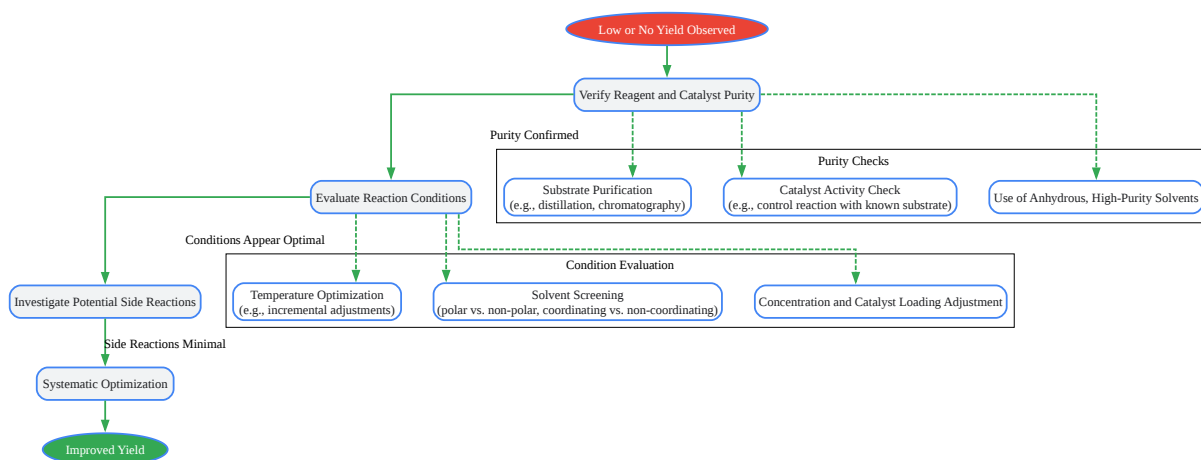 Low or No Yield Observed
Verify Reagent and Catalyst Purity
Purity Confirmed
Purity Checks
Evaluate Reaction Conditions
Substrate Purification
(e.g., distillation, chromatography)
Catalyst Activity Check
(e.g., control reaction with known substrate)
Use of Anhydrous, High-Purity Solvents
Conditions Appear Optimal
Condition Evaluation
Investigate Potential Side Reactions
Temperature Optimization
(e.g., incremental adjustments)
Solvent Screening
(polar vs. non-polar, coordinating vs. non-coordinating)
Concentration and Catalyst Loading Adjustment
Side Reactions Minimal
Systematic Optimization
Improved Yield